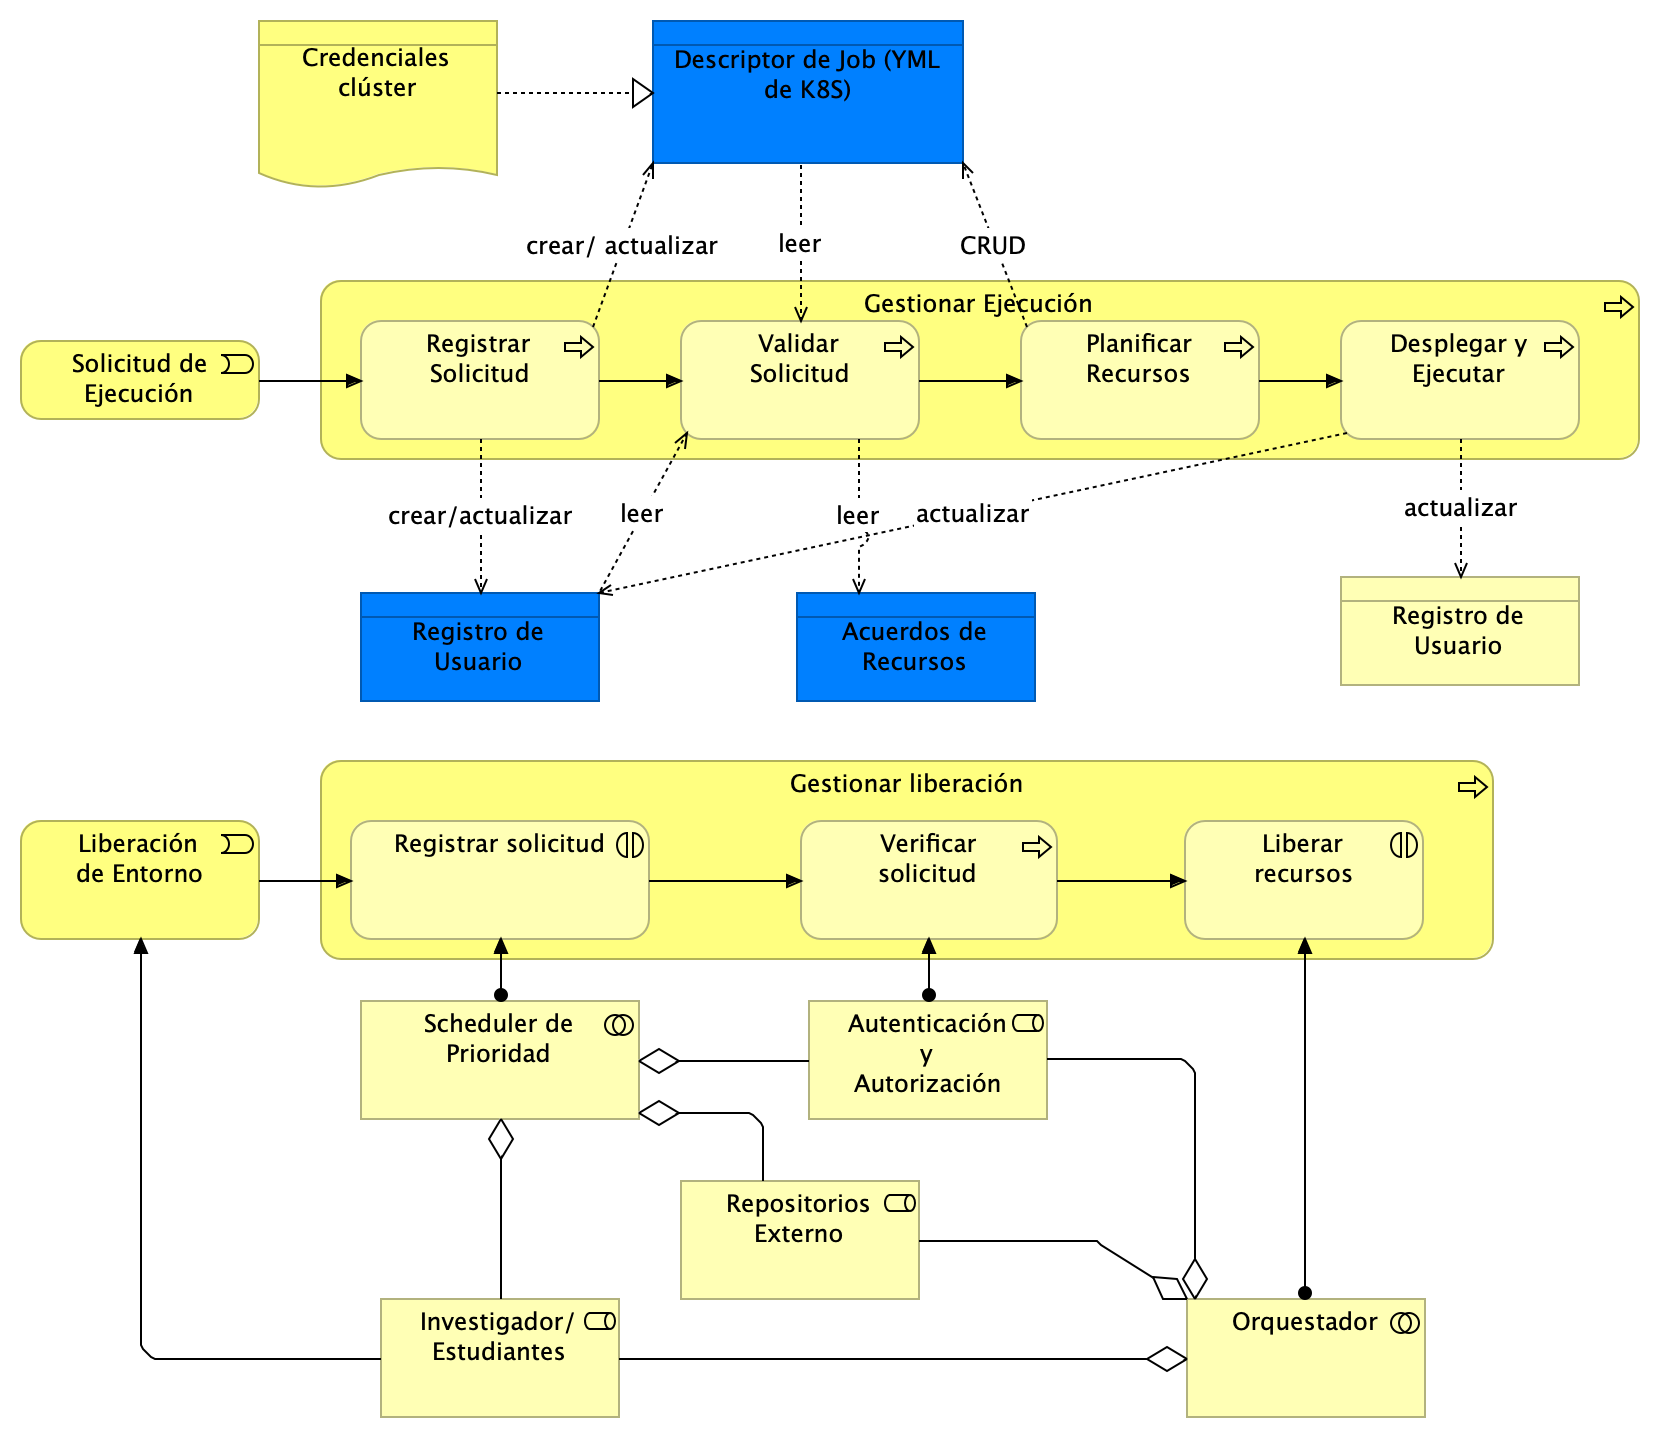 Credenciales
clúster
Descriptor de Job (YML
de K8S)
crear/ actualizar
leer
CRUD
Gestionar Ejecución
Solicitud de
Ejecución
Registrar
Solicitud
Validar
Solicitud
Planificar
Recursos
Desplegar y
Ejecutar
crear/actualizar
leer
leer
actualizar
actualizar
Registro de
Usuario
Acuerdos de
Recursos
Registro de
Usuario
Gestionar liberación
Liberación
de Entorno
Registrar solicitud
Verificar
solicitud
Liberar
recursos
Scheduler de
Prioridad
Autenticación
y
Autorización
Repositorios
Externo
Investigador/
Estudiantes
Orquestador